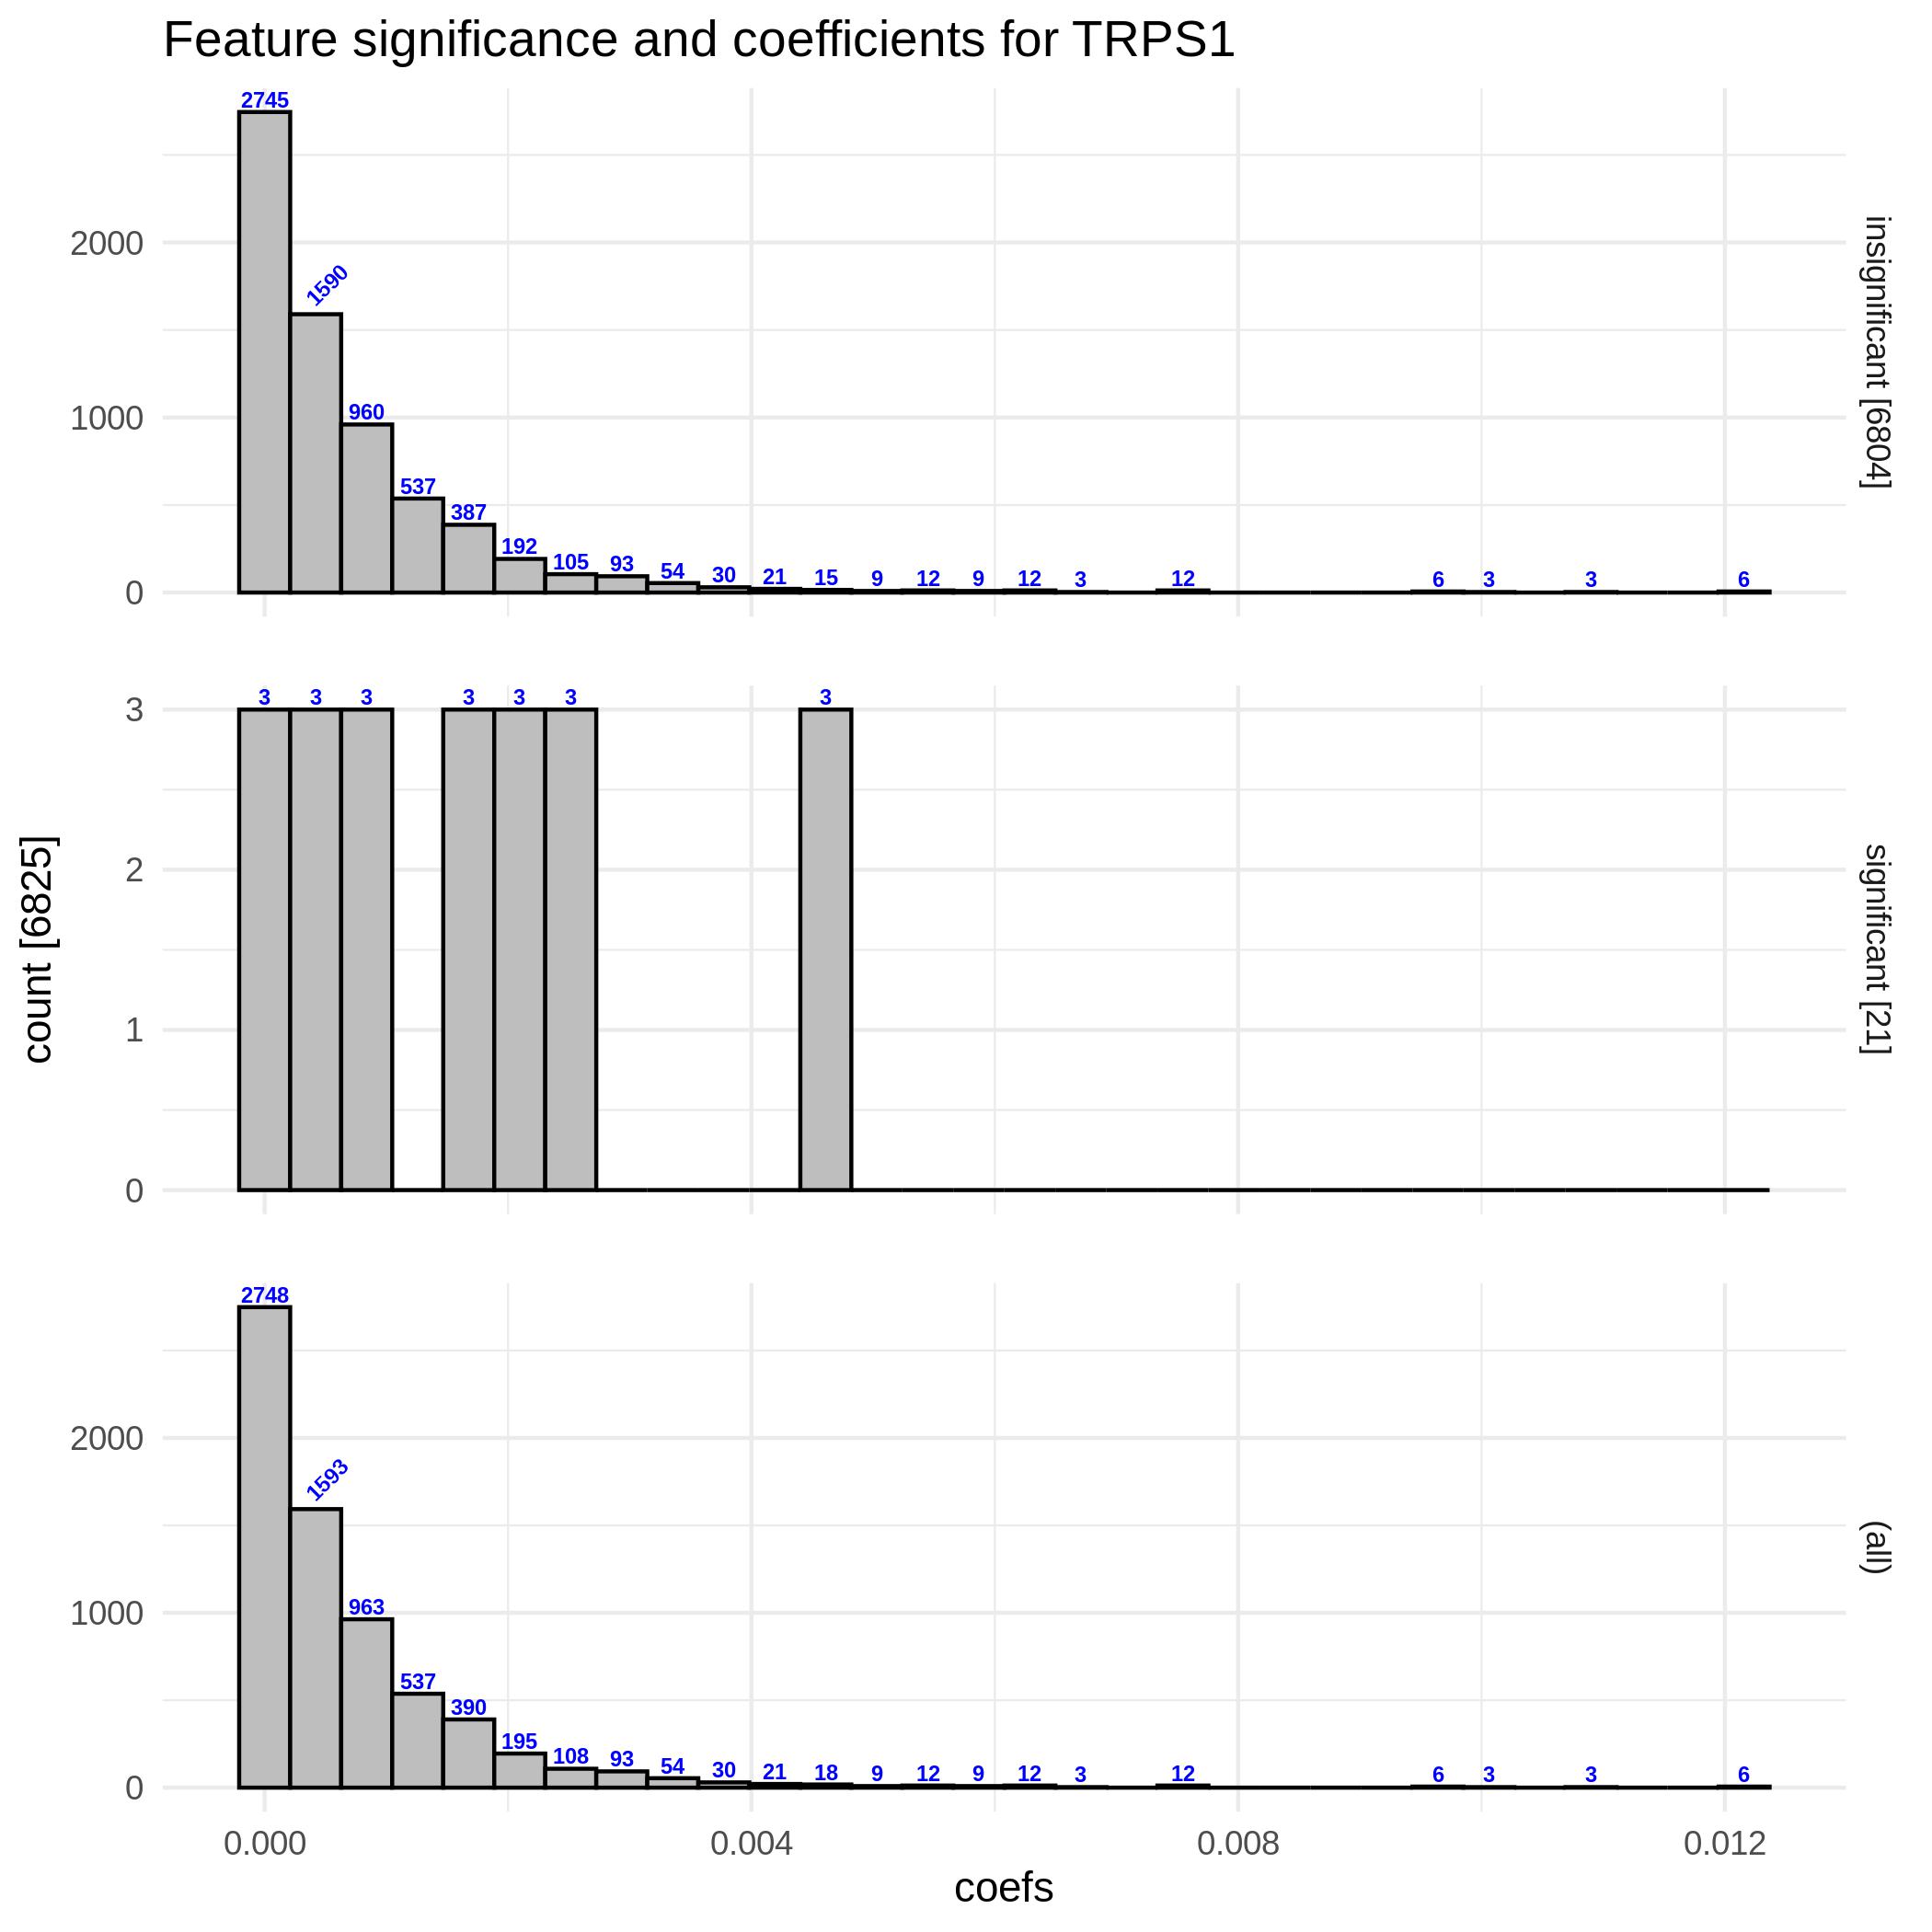 Feature significance and coefficients for TRPS1
2745
1590
960
537
387
192
105 93 54 30 21 15 9 12 9 12 3 12 6 3 3 6
2000
1000
0
insignificant [6804]
3 3 3 3 3 3 3
3
2
1
0
significant [21]
count [6825]
2748
1593
963
537
390
195
108 93 54 30 21 18 9 12 9 12 3 12 6 3 3 6
2000
1000
0
(all)
0.000 0.004 0.008 0.012
coefs